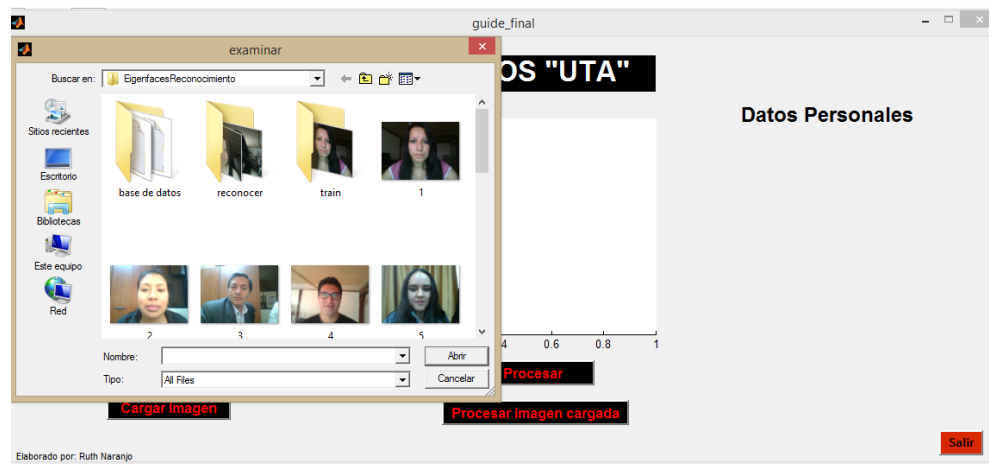 guide_final
examinar
OS "UTA"
Buscar en: EigenfacesReconocimiento
Datos Personales
Sitios recientes
Escritorio
Bibliotecas
Este equipo
Red
base de datos reconocer train 1
2 3 4 5
Nombre: Abrir
Tipo: All Files Cancelar
4 0.6 0.8 1
Procesar
Cargar Imagen Procesar imagen cargada
Salir
Elaborado por: Ruth Naranjo